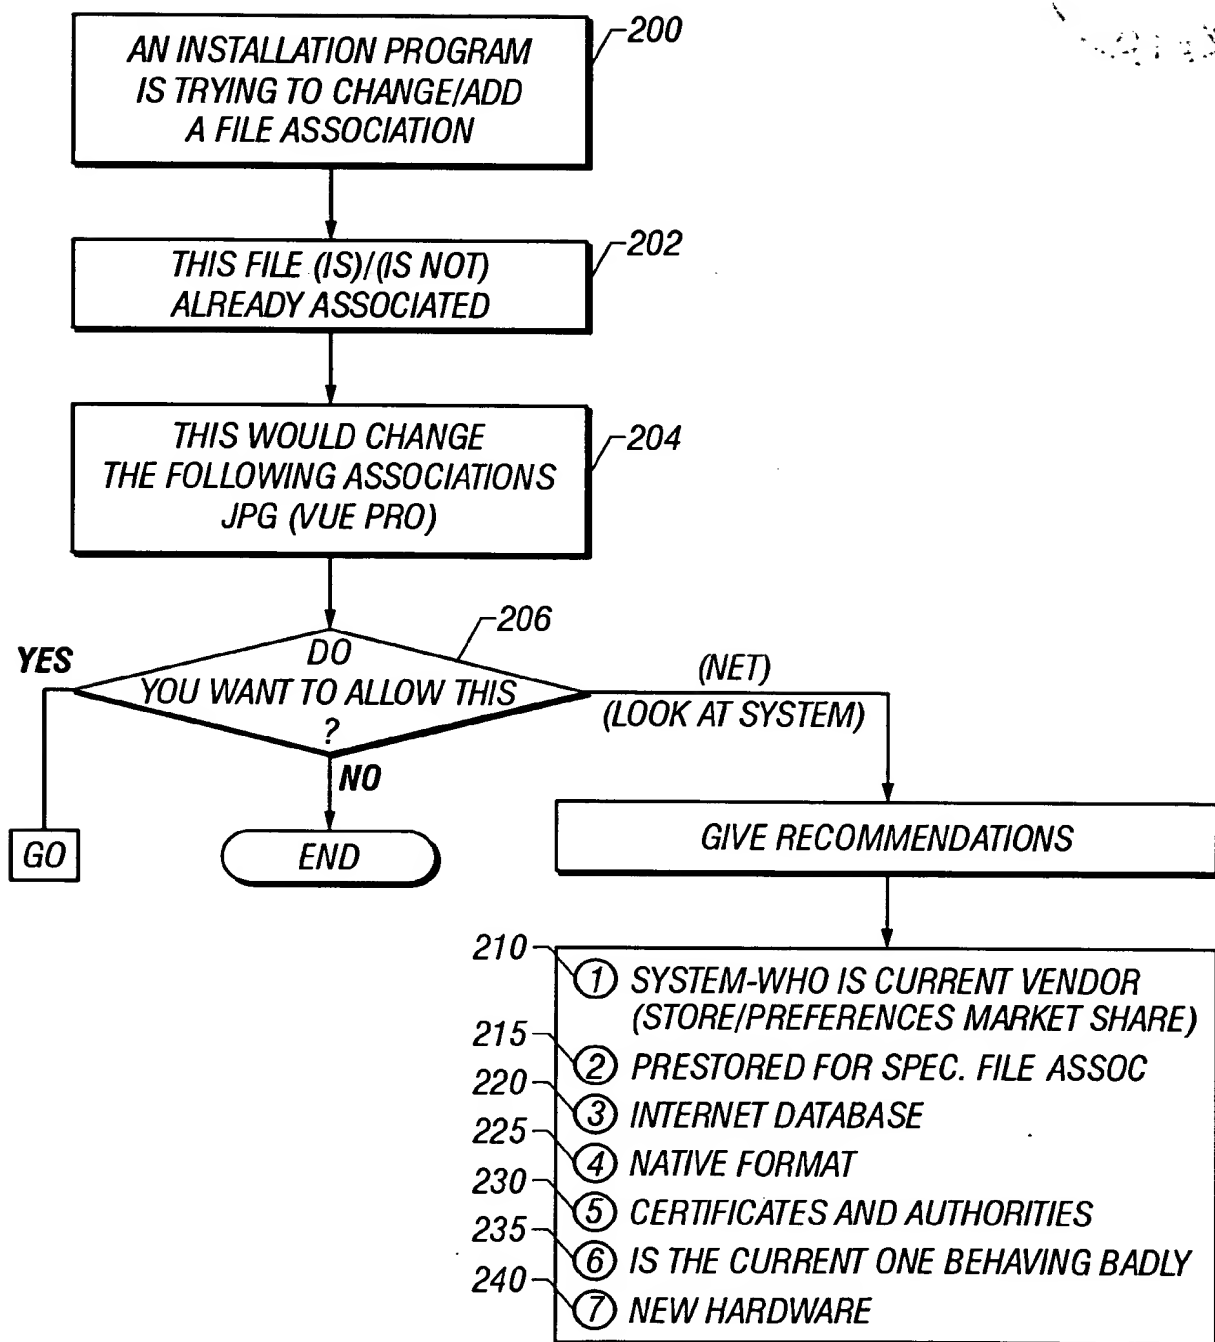 AN INSTALLATION PROGRAM
IS TRYING TO CHANGE/ADD
A FILE ASSOCIATION
200
THIS FILE (IS)/(IS NOT)
ALREADY ASSOCIATED
202
THIS WOULD CHANGE
THE FOLLOWING ASSOCIATIONS
JPG (VUE PRO)
204
206
YES
DO
YOU WANT TO ALLOW THIS
?
(NET)
(LOOK AT SYSTEM)
NO
GO
END
GIVE RECOMMENDATIONS
210
1 SYSTEM-WHO IS CURRENT VENDOR
(STORE/PREFERENCES MARKET SHARE)
215
2 PRESTORED FOR SPEC. FILE ASSOC
220
3 INTERNET DATABASE
225
4 NATIVE FORMAT
230
5 CERTIFICATES AND AUTHORITIES
235
6 IS THE CURRENT ONE BEHAVING BADLY
240
7 NEW HARDWARE